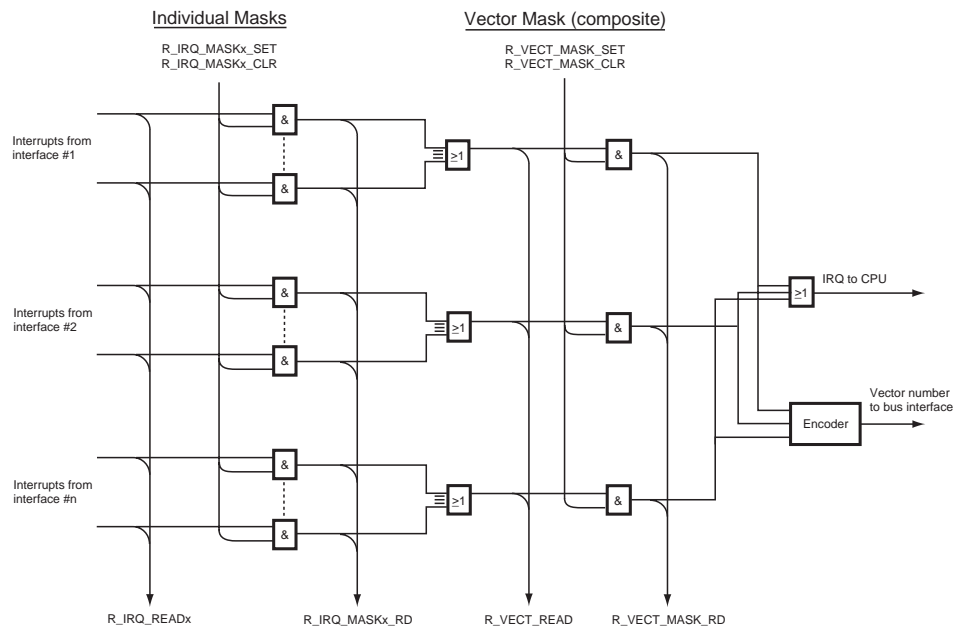 Individual Masks
Vector Mask (composite)
R_IRQ_MASKx_SET
R_IRQ_MASKx_CLR
R_VECT_MASK_SET
R_VECT_MASK_CLR
Interrupts from
interface #1
&
&
≥1
&
Interrupts from
interface #2
&
&
≥1
&
≥1
IRQ to CPU
Encoder
Vector number
to bus interface
Interrupts from
interface #n
&
&
≥1
&
R_IRQ_READx
R_IRQ_MASKx_RD
R_VECT_READ
R_VECT_MASK_RD